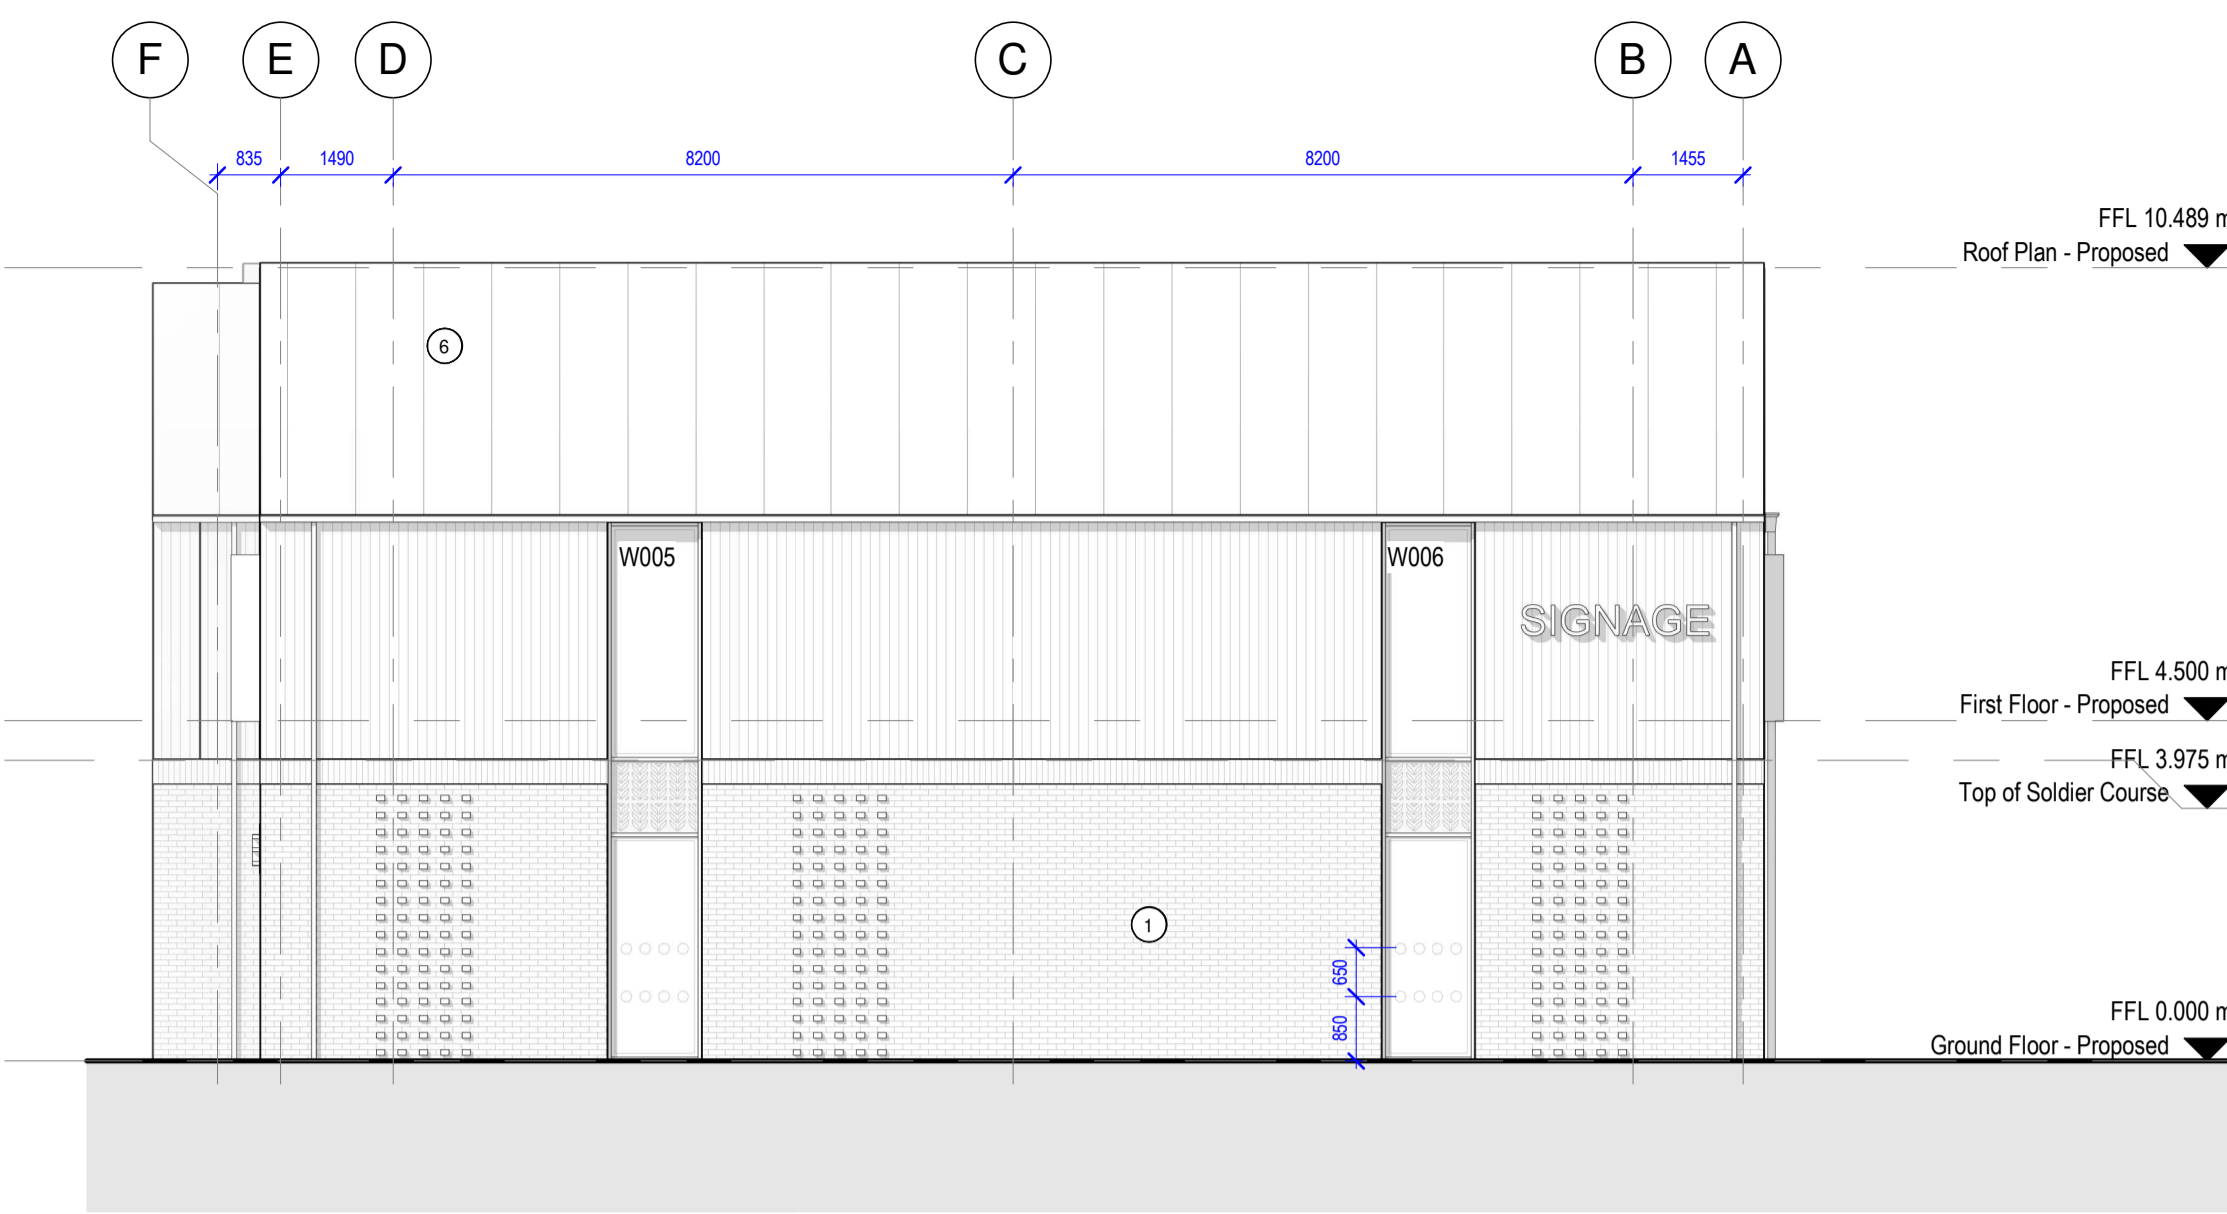 F E D C B A
835 1490 8200 8200 1455
FFL 10.489 m
Roof Plan - Proposed
6
W005 W006
SIGNAGE
FFL 4.500 m
First Floor - Proposed
FFL 3.975 m
Top of Soldier Course
1
650
850
FFL 0.000 m
Ground Floor - Proposed